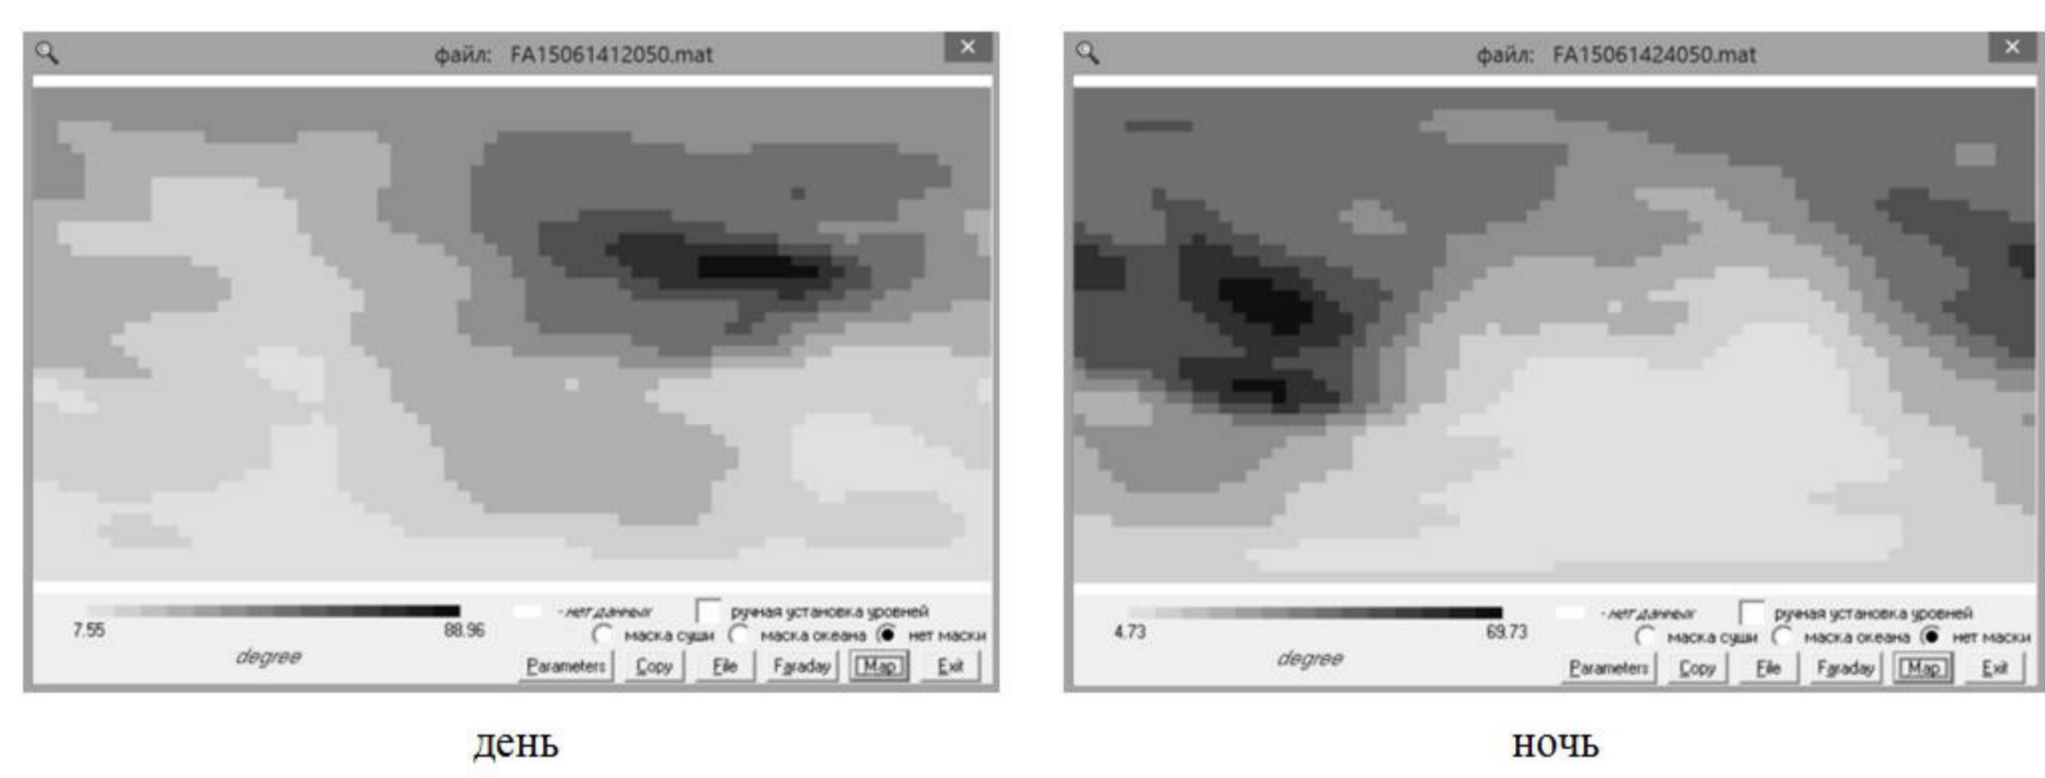 файл: FA15061412050.mat
7.55
88.96
degree
- нет данных
ручная установка уровней
маска суши
маска океана
нет маски
Parameters
Copy
File
Faraday
Map
Exit
день
файл: FA15061424050.mat
4.73
69.73
degree
- нет данных
ручная установка уровней
маска суши
маска океана
нет маски
Parameters
Copy
File
Faraday
Map
Exit
ночь